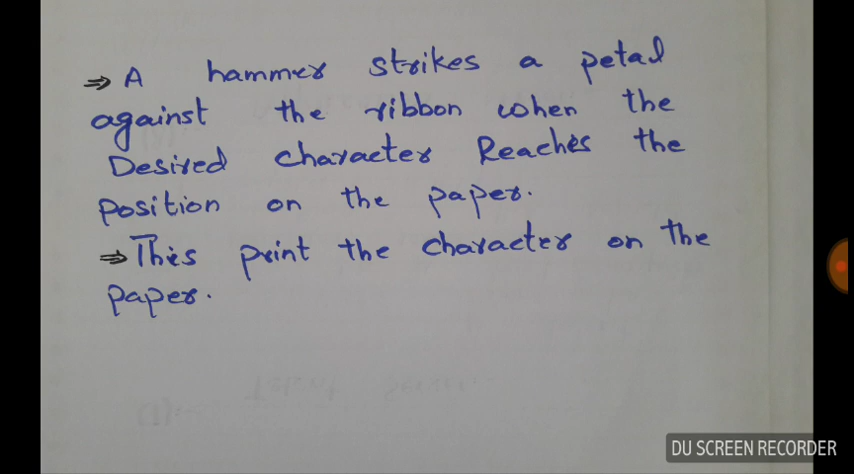 ⇒ A hammer strikes a petal
against the ribbon when the
Desired character Reaches the
position on the paper.
⇒ This print the character on the
paper.
DU SCREEN RECORDER